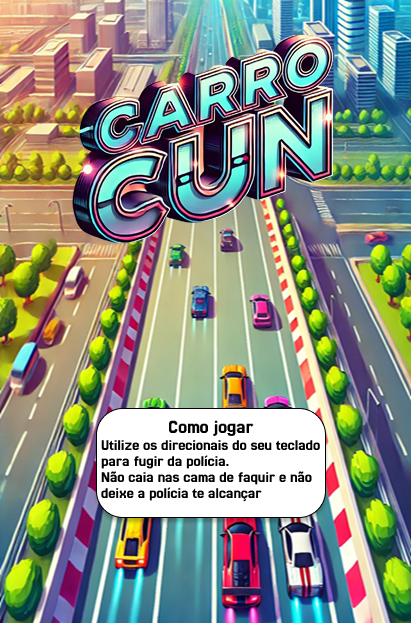 CARRO
CUN
Como jogar
Utilize os direcionais do seu teclado
para fugir da polícia.
Não caia nas cama de faquir e não
deixe a polícia te alcançar